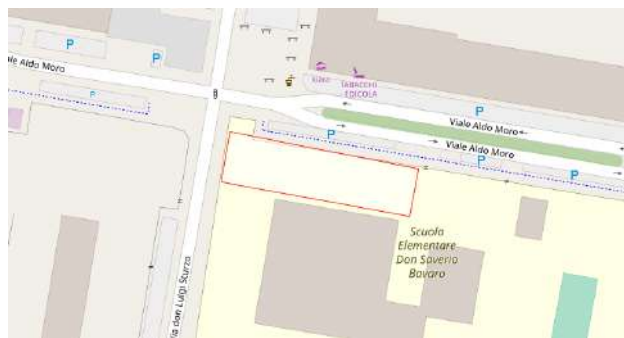 P
P
Viale Aldo Moro
P
TABACCHI
EDICOLA
P
Viale Aldo Moro
P
Viale Aldo Moro
P
P
Scuola
Elementare
Don Saverio
Bavaro
Via don Luigi Sturzo